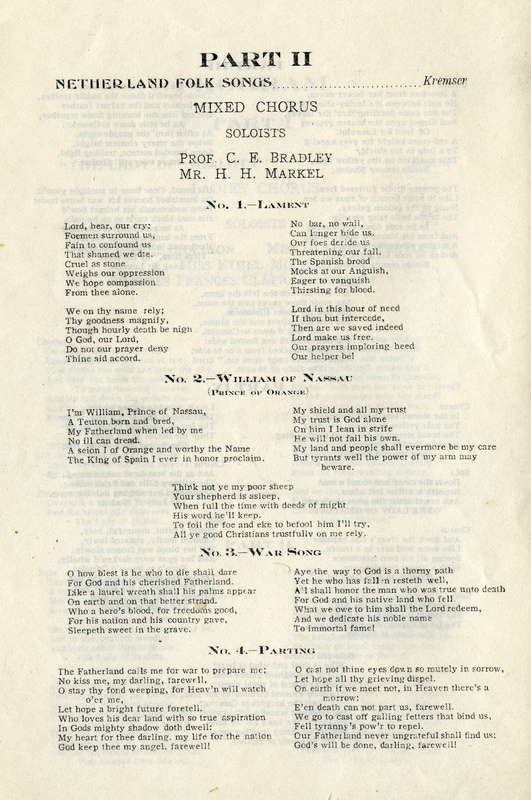 PART II
NETHERLAND FOLK SONGS..............................Kremser
MIXED CHORUS
SOLOISTS
PROF. C. E. BRADLEY
MR. H. H. MARKEL
No. 1.—LAMENT
Lord, hear, our cry;
Foemen surround us,
Fain to confound us
That shamed we die.
Cruel as stone
Weighs our oppression
We hope compassion
From thee alone.
We on thy name rely;
Thy goodness magnify,
Though hourly death be nigh
O God, our Lord,
Do not our prayer deny
Thine aid accord.
No bar, no wall,
Can longer hide us.
Our foes deride us
Threatening our fall.
The Spanish brood
Mocks at our Anguish,
Eager to vanquish
Thirsting for blood.
Lord in this hour of need
If thou but intercede,
Then are we saved indeed
Lord make us free.
Our prayers imploring heed
Our helper be!
No. 2.—WILLIAM OF NASSAU
(PRINCE OF ORANGE)
I'm William, Prince of Nassau,
A Teuton born and bred,
My Fatherland when led by me
No ill can dread.
A seion I of Orange and worthy the Name
The King of Spain I ever in honor proclaim.
My shield and all my trust
My trust is God alone
On him I lean in strife
He will not fail his own.
My land and people shall evermore be my care
But tyrants well the power of my arm may
beware.
Think not ye my poor sheep
Your shepherd is asleep,
When full the time with deeds of might
His word he'll keep.
To foil the foe and eke to befool him I'll try,
All ye good Christians trustfully on me rely.
No. 3.—WAR SONG
O how blest is he who to die shall dare
For God and his cherished Fatherland.
Like a laurel wreath shall his palms appear
On earth and on that better strand.
Who a hero's blood, for freedoms good,
For his nation and his country gave,
Sleepeth sweet in the grave.
Aye the way to God is a thorny path
Yet he who has fallen resteth well,
All shall honor the man who was true unto death
For God and his native land who fell.
What we owe to him shall the Lord redeem,
And we dedicate his noble name
To immortal fame!
No. 4.—PARTING
The Fatherland calls me for war to prepare me;
No kiss me, my darling, farewell,
O stay thy fond weeping, for Heav'n will watch
o'er me,
Let hope a bright future foretell.
Who loves his dear land with so true aspiration
In Gods mighty shadow doth dwell;
My heart for thee darling, my life for the nation
God keep thee my angel, farewell!
O cast not thine eyes down so mutely in sorrow,
Let hope all thy grieving dispel.
On earth if we meet not, in Heaven there's a
morrow:
E'en death can not part us, farewell.
We go to cast off galling fetters that bind us,
Fell tyranny's pow'r to repel.
Our Fatherland never ungrateful shall find us;
God's will be done, darling, farewell!